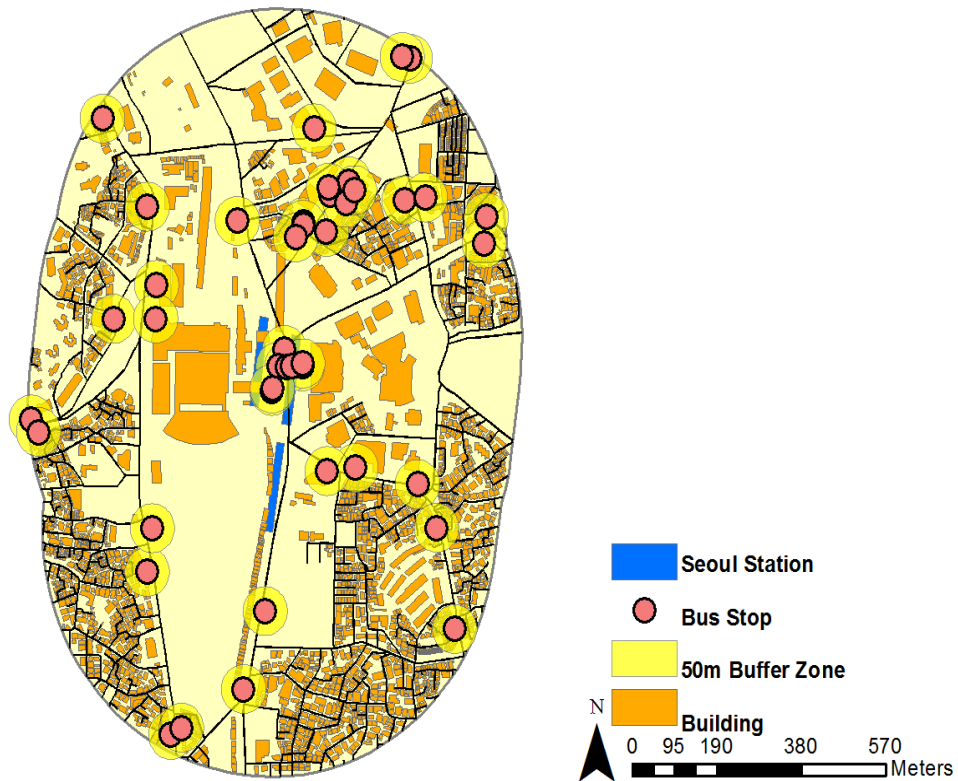 Seoul Station
Bus Stop
50m Buffer Zone
Building
N
0 95 190 380 570
Meters